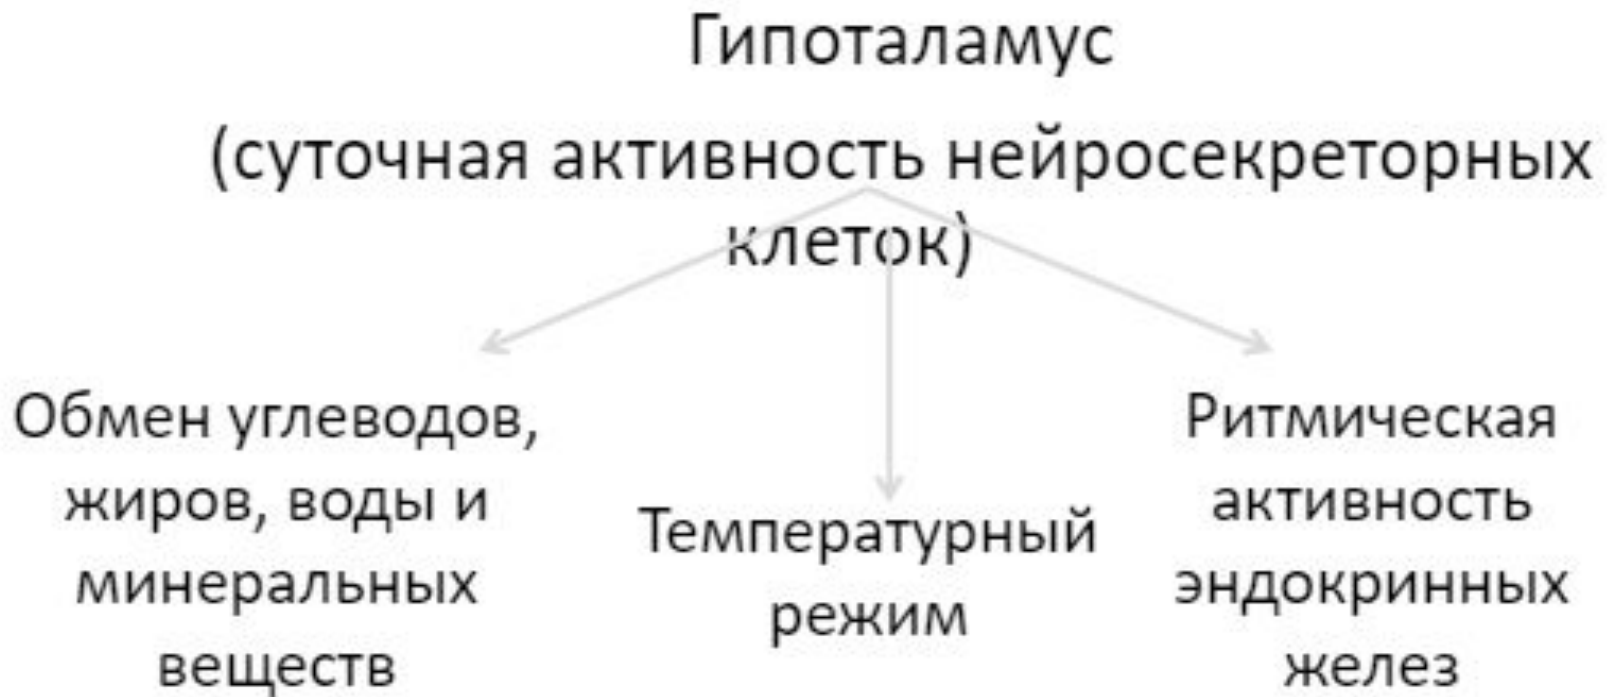 Гипоталамус
(суточная активность нейросекреторных
клеток)
Обмен углеводов,
жиров, воды и
минеральных
веществ
Температурный
режим
Ритмическая
активность
эндокринных
желез